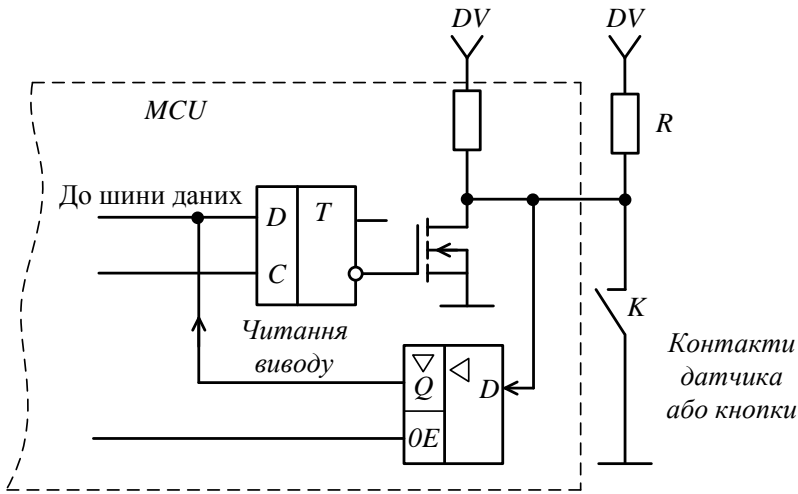 DV
DV
MCU
R
До шини даних
D
T
C
K
Читання
виводу
Q
D
0E
Контакти
датчика
або кнопки